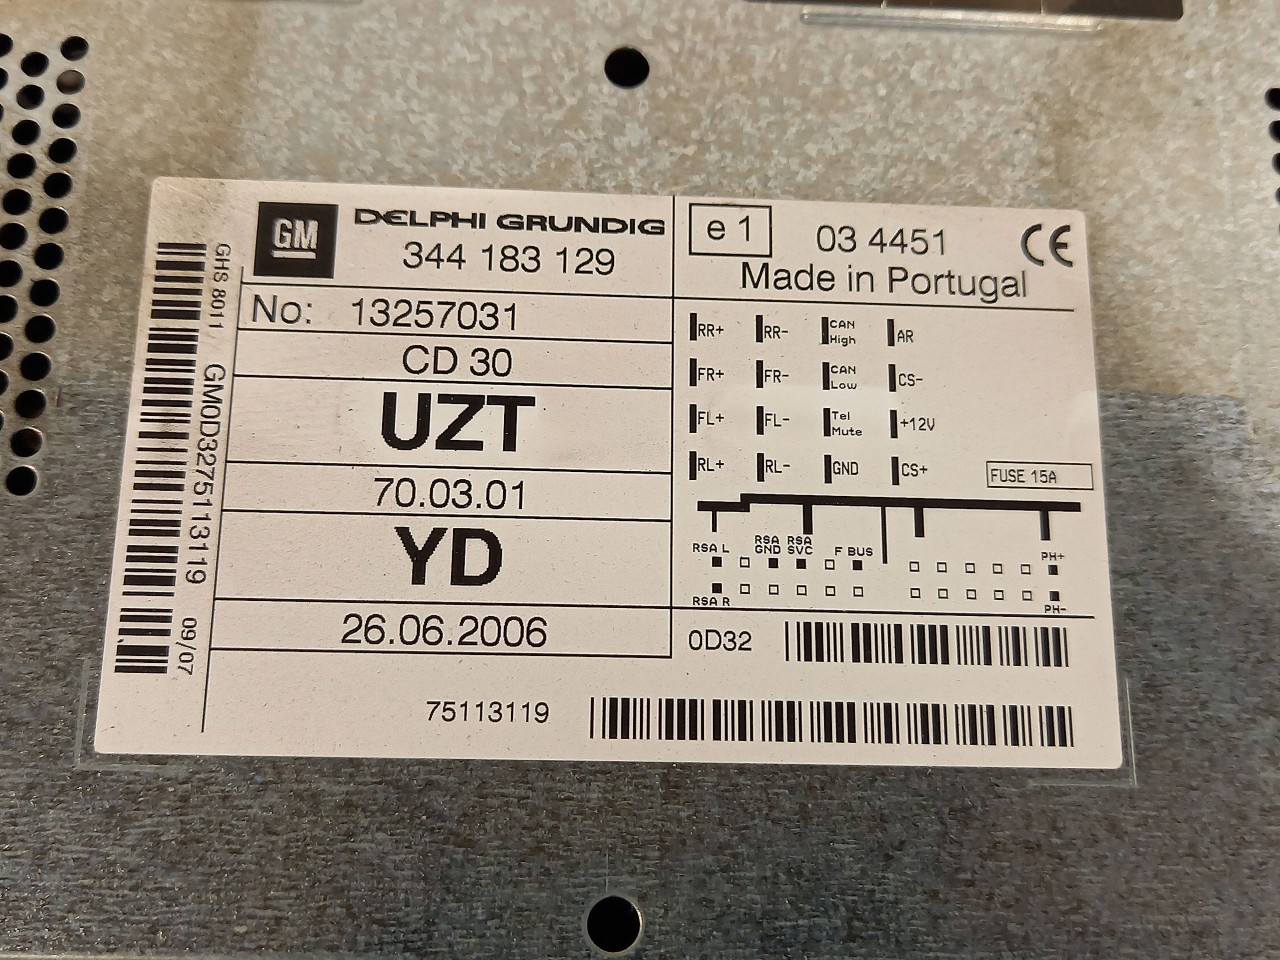 GM
DELPHI GRUNDIG
344 183 129
No: 13257031
CD 30
UZT
70.03.01
YD
26.06.2006
GHS 8011
GM0D3275113119
09/07
e 1
03 4451
CE
Made in Portugal
RR+ RR- CAN High AR
FR+ FR- CAN Low CS-
FL+ FL- Tel Mute +12V
RL+ RL- GND CS+
FUSE 15A
RSA L RSA GND RSA SVC F BUS PH+
RSA R PH-
0D32
75113119